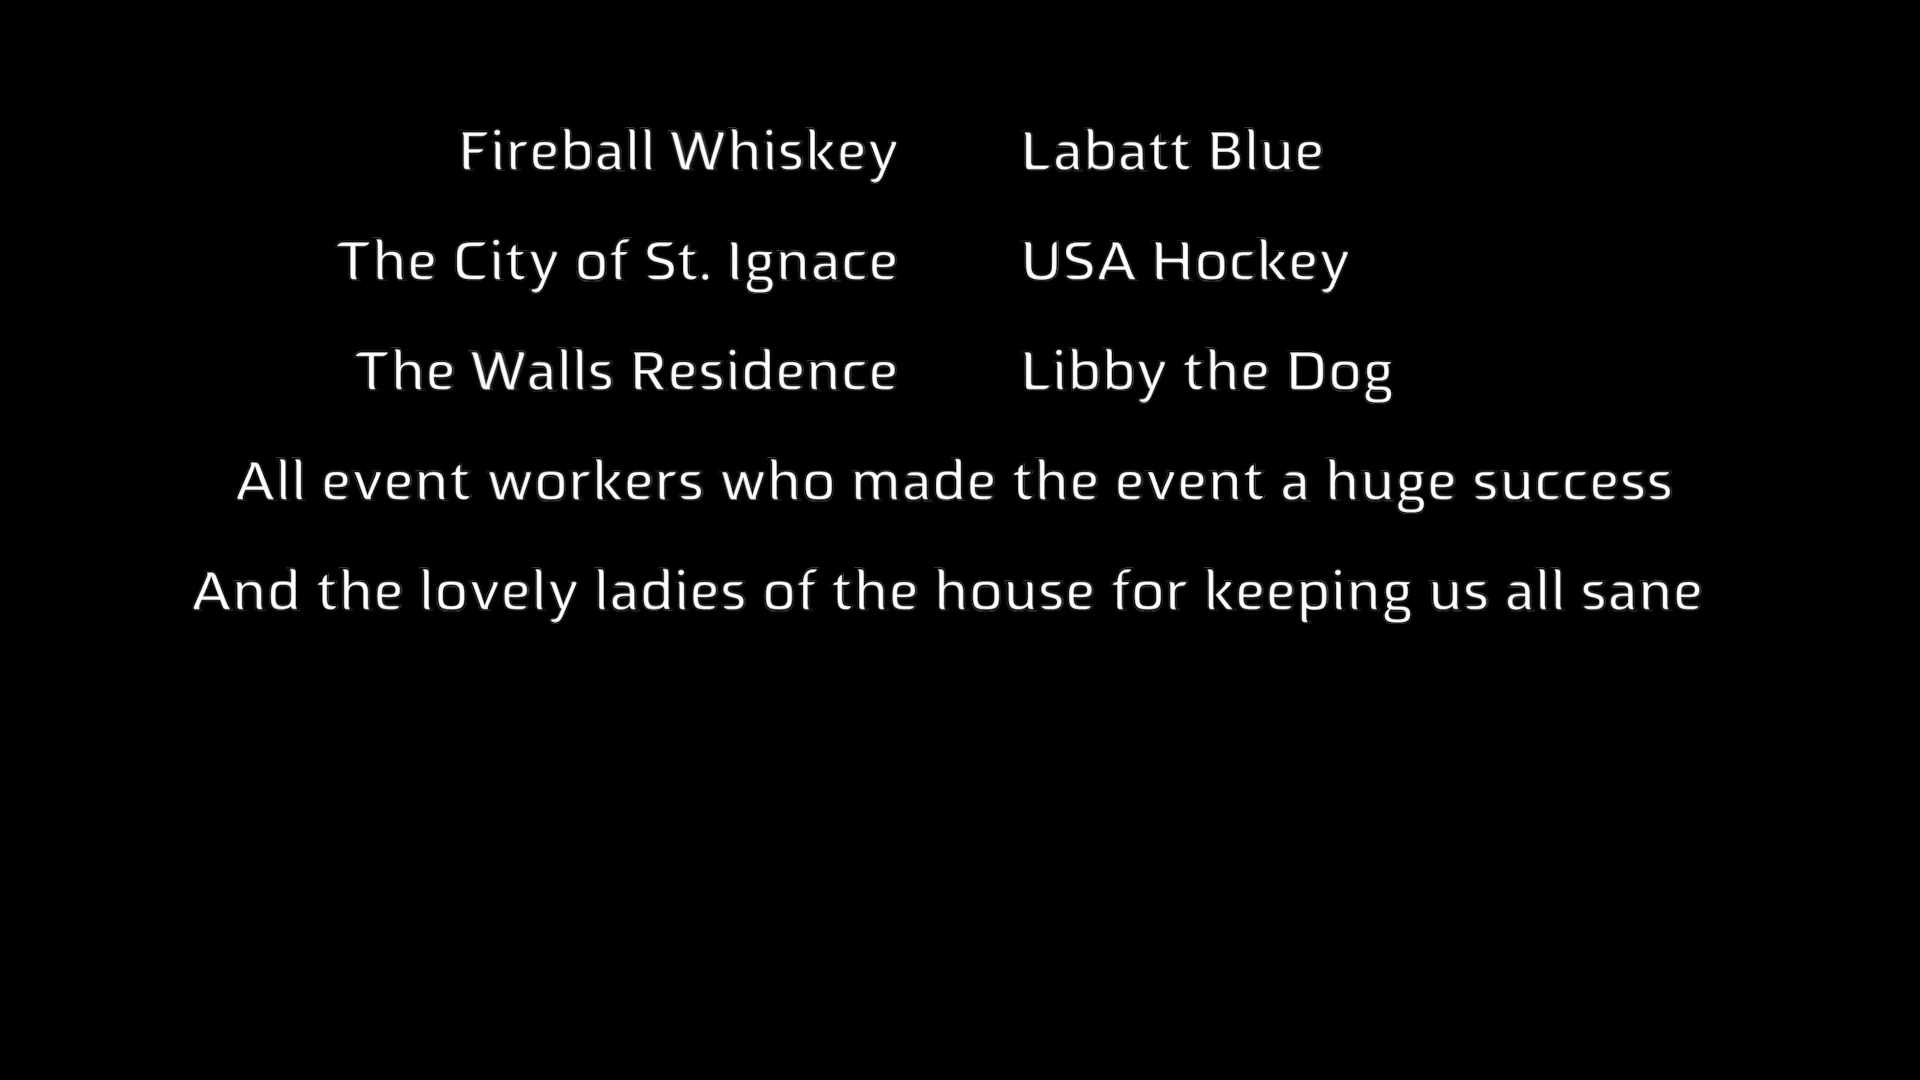 Fireball Whiskey Labatt Blue
The City of St. Ignace USA Hockey
The Walls Residence Libby the Dog
All event workers who made the event a huge success
And the lovely ladies of the house for keeping us all sane